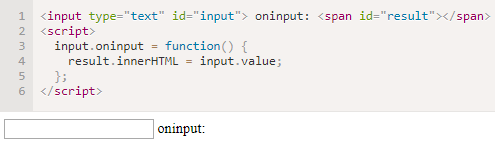 1 <input type="text" id="input"> oninput: <span id="result"></span>
2 <script>
3   input.oninput = function() {
4     result.innerHTML = input.value;
5   };
6 </script>
oninput: